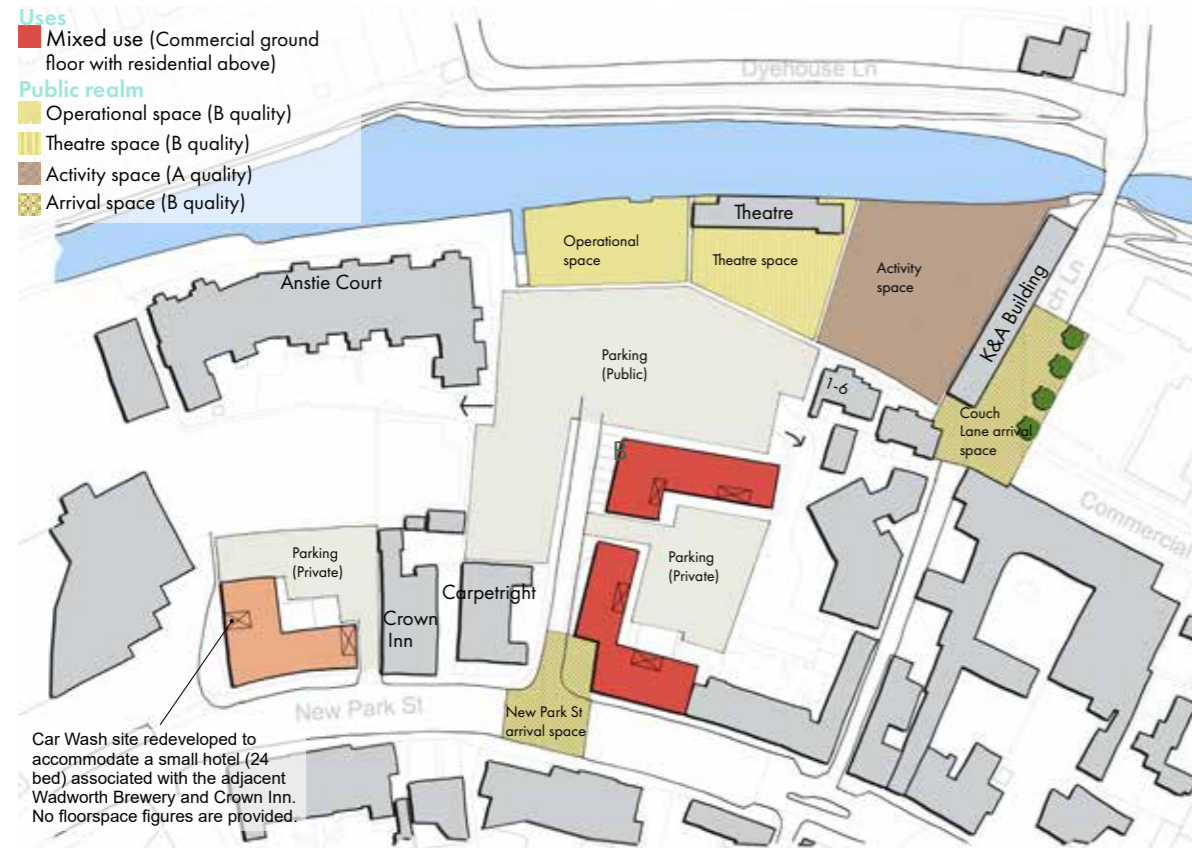 Uses
Mixed use (Commercial ground
floor with residential above)
Public realm
Operational space (B quality)
Theatre space (B quality)
Activity space (A quality)
Arrival space (B quality)
Dyehouse Ln
Theatre
Operational
space
Theatre space
Activity
space
Anstie Court
K&A Building
ch Ln
Parking
(Public)
1-6
Couch
Lane arrival
space
B
Commercial
Parking
(Private)
Parking
(Private)
Carpetright
Crown
Inn
New Park St
New Park St
arrival space
Car Wash site redeveloped to
accommodate a small hotel (24
bed) associated with the adjacent
Wadworth Brewery and Crown Inn.
No floorspace figures are provided.